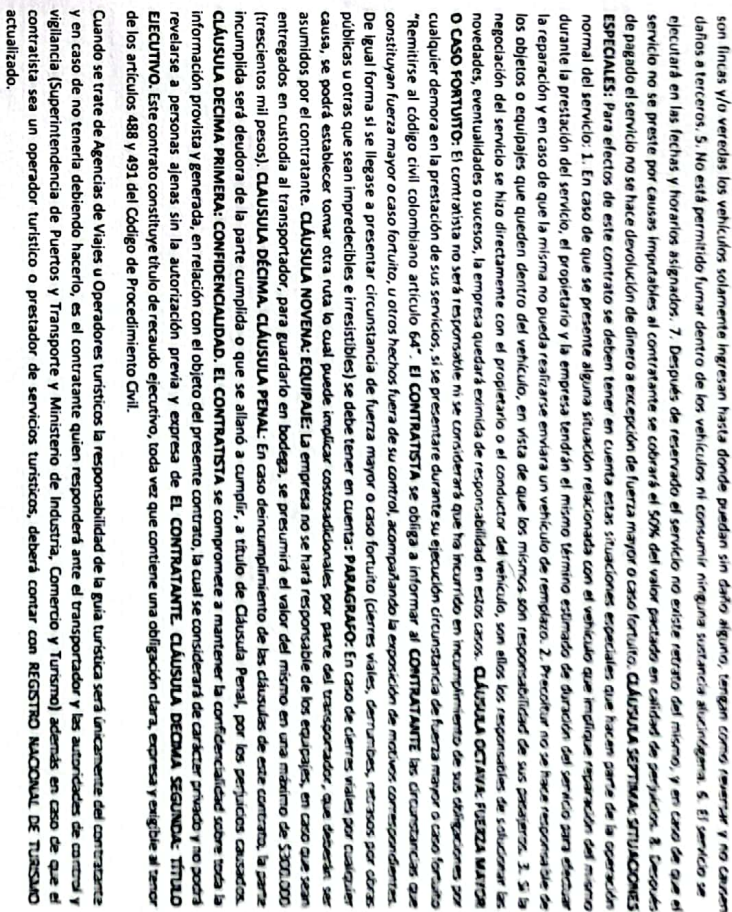 son fincas y/o veredas los vehículos solamente ingresan hasta donde puedan sin daño alguno, tengan como reversar y no causen
daños a terceros. 5. No está permitido fumar dentro de los vehículos ni consumir ninguna sustancia alucinógena. 6. El servicio se
ejecutará en las fechas y horarios asignados. 7. Después de reservado el servicio no existe retrato del mismo, y en caso de que el
servicio no se preste por causas imputables al contratante se cobrará el 50% del valor pactado en calidad de perjuicios. 8. Después
de pagado el servicio no se hace devolución de dinero a excepción de fuerza mayor o caso fortuito. CLÁUSULA SEPTIMA: SITUACIONES
ESPECIALES: Para efectos de este contrato se deben tener en cuenta estas situaciones especiales que hacen parte de la operación
normal del servicio: 1. En caso de que se presente alguna situación relacionada con el vehículo que implique reparación del mismo
durante la prestación del servicio, el propietario y la empresa tendrán el mismo término estimado de duración del servicio para efectuar
la reparación y en caso de que la misma no pueda realizarse enviara un vehículo de remplazo. 2. Precoltur no se hace responsable de
los objetos o equipajes que queden dentro del vehículo, en vista de que los mismos son responsabilidad de sus pasajeros. 3. Si la
negociación del servicio se hizo directamente con el propietario o el conductor del vehículo, son ellos los responsables de solucionar las
novedades, eventualidades o sucesos, la empresa quedará eximida de responsabilidad en estos casos. CLÁUSULA OCTAVA: FUERZA MAYOR
O CASO FORTUITO: El contratista no será responsable ni se considerará que ha incurrido en incumplimiento de sus obligaciones por
cualquier demora en la prestación de sus servicios, si se presentare durante su ejecución circunstancia de fuerza mayor o caso fortuito
"Remitirse al código civil colombiano articulo 64". EL CONTRATISTA se obliga a informar al CONTRATANTE las circunstancias que
constituyan fuerza mayor o caso fortuito, u otros hechos fuera de su control, acompañando la exposición de motivos correspondientes.
De igual forma si se llegase a presentar circunstancia de fuerza mayor o caso fortuito (cierres viales, derrumbes, retrasos por obras
públicas u otras que sean impredecibles e irresistibles) se debe tener en cuenta: PARAGRAFO: En caso de cierres viales por cualquier
causa, se podrá establecer tomar otra ruta lo cual puede implicar costosadicionales por parte del transportador, que deberán ser
asumidos por el contratante. CLÁUSULA NOVENA: EQUIPAJE: La empresa no se hará responsable de los equipajes, en caso que sean
entregados en custodia al transportador, para guardarlo en bodega, se presumirá el valor del mismo en una máximo de $300.000
(trescientos mil pesos). CLAUSULA DÉCIMA. CLÁUSULA PENAL: En caso deincumplimiento de las cláusulas de este contrato, la parte
incumplida será deudora de la parte cumplida o que se allanó a cumplir, a título de Cláusula Penal, por los perjuicios causados.
CLÁUSULA DECIMA PRIMERA: CONFIDENCIALIDAD. EL CONTRATISTA se compromete a mantener la confidencialidad sobre toda la
información provista y generada, en relación con el objeto del presente contrato, la cual se considerará de carácter privado y no podrá
revelarse a personas ajenas sin la autorización previa y expresa de EL CONTRATANTE. CLÁUSULA DECIMA SEGUNDA: TÍTULO
EJECUTIVO. Este contrato constituye título de recaudo ejecutivo, toda vez que contiene una obligación clara, expresa y exigible al tenor
de los artículos 488 y 491 del Código de Procedimiento Civil.
Cuando se trate de Agencias de Viajes u Operadores turísticos la responsabilidad de la guía turística será únicamente del contratante
y en caso de no tenerla debiendo hacerlo, es el contratante quien responderá ante el transportador y las autoridades de control y
vigilancia (Superintendencia de Puertos y Transporte y Ministerio de Industria, Comercio y Turismo) además en caso de que el
contratista sea un operador turístico o prestador de servicios turísticos, deberá contar con REGISTRO NACIONAL DE TURISMO
actualizado.